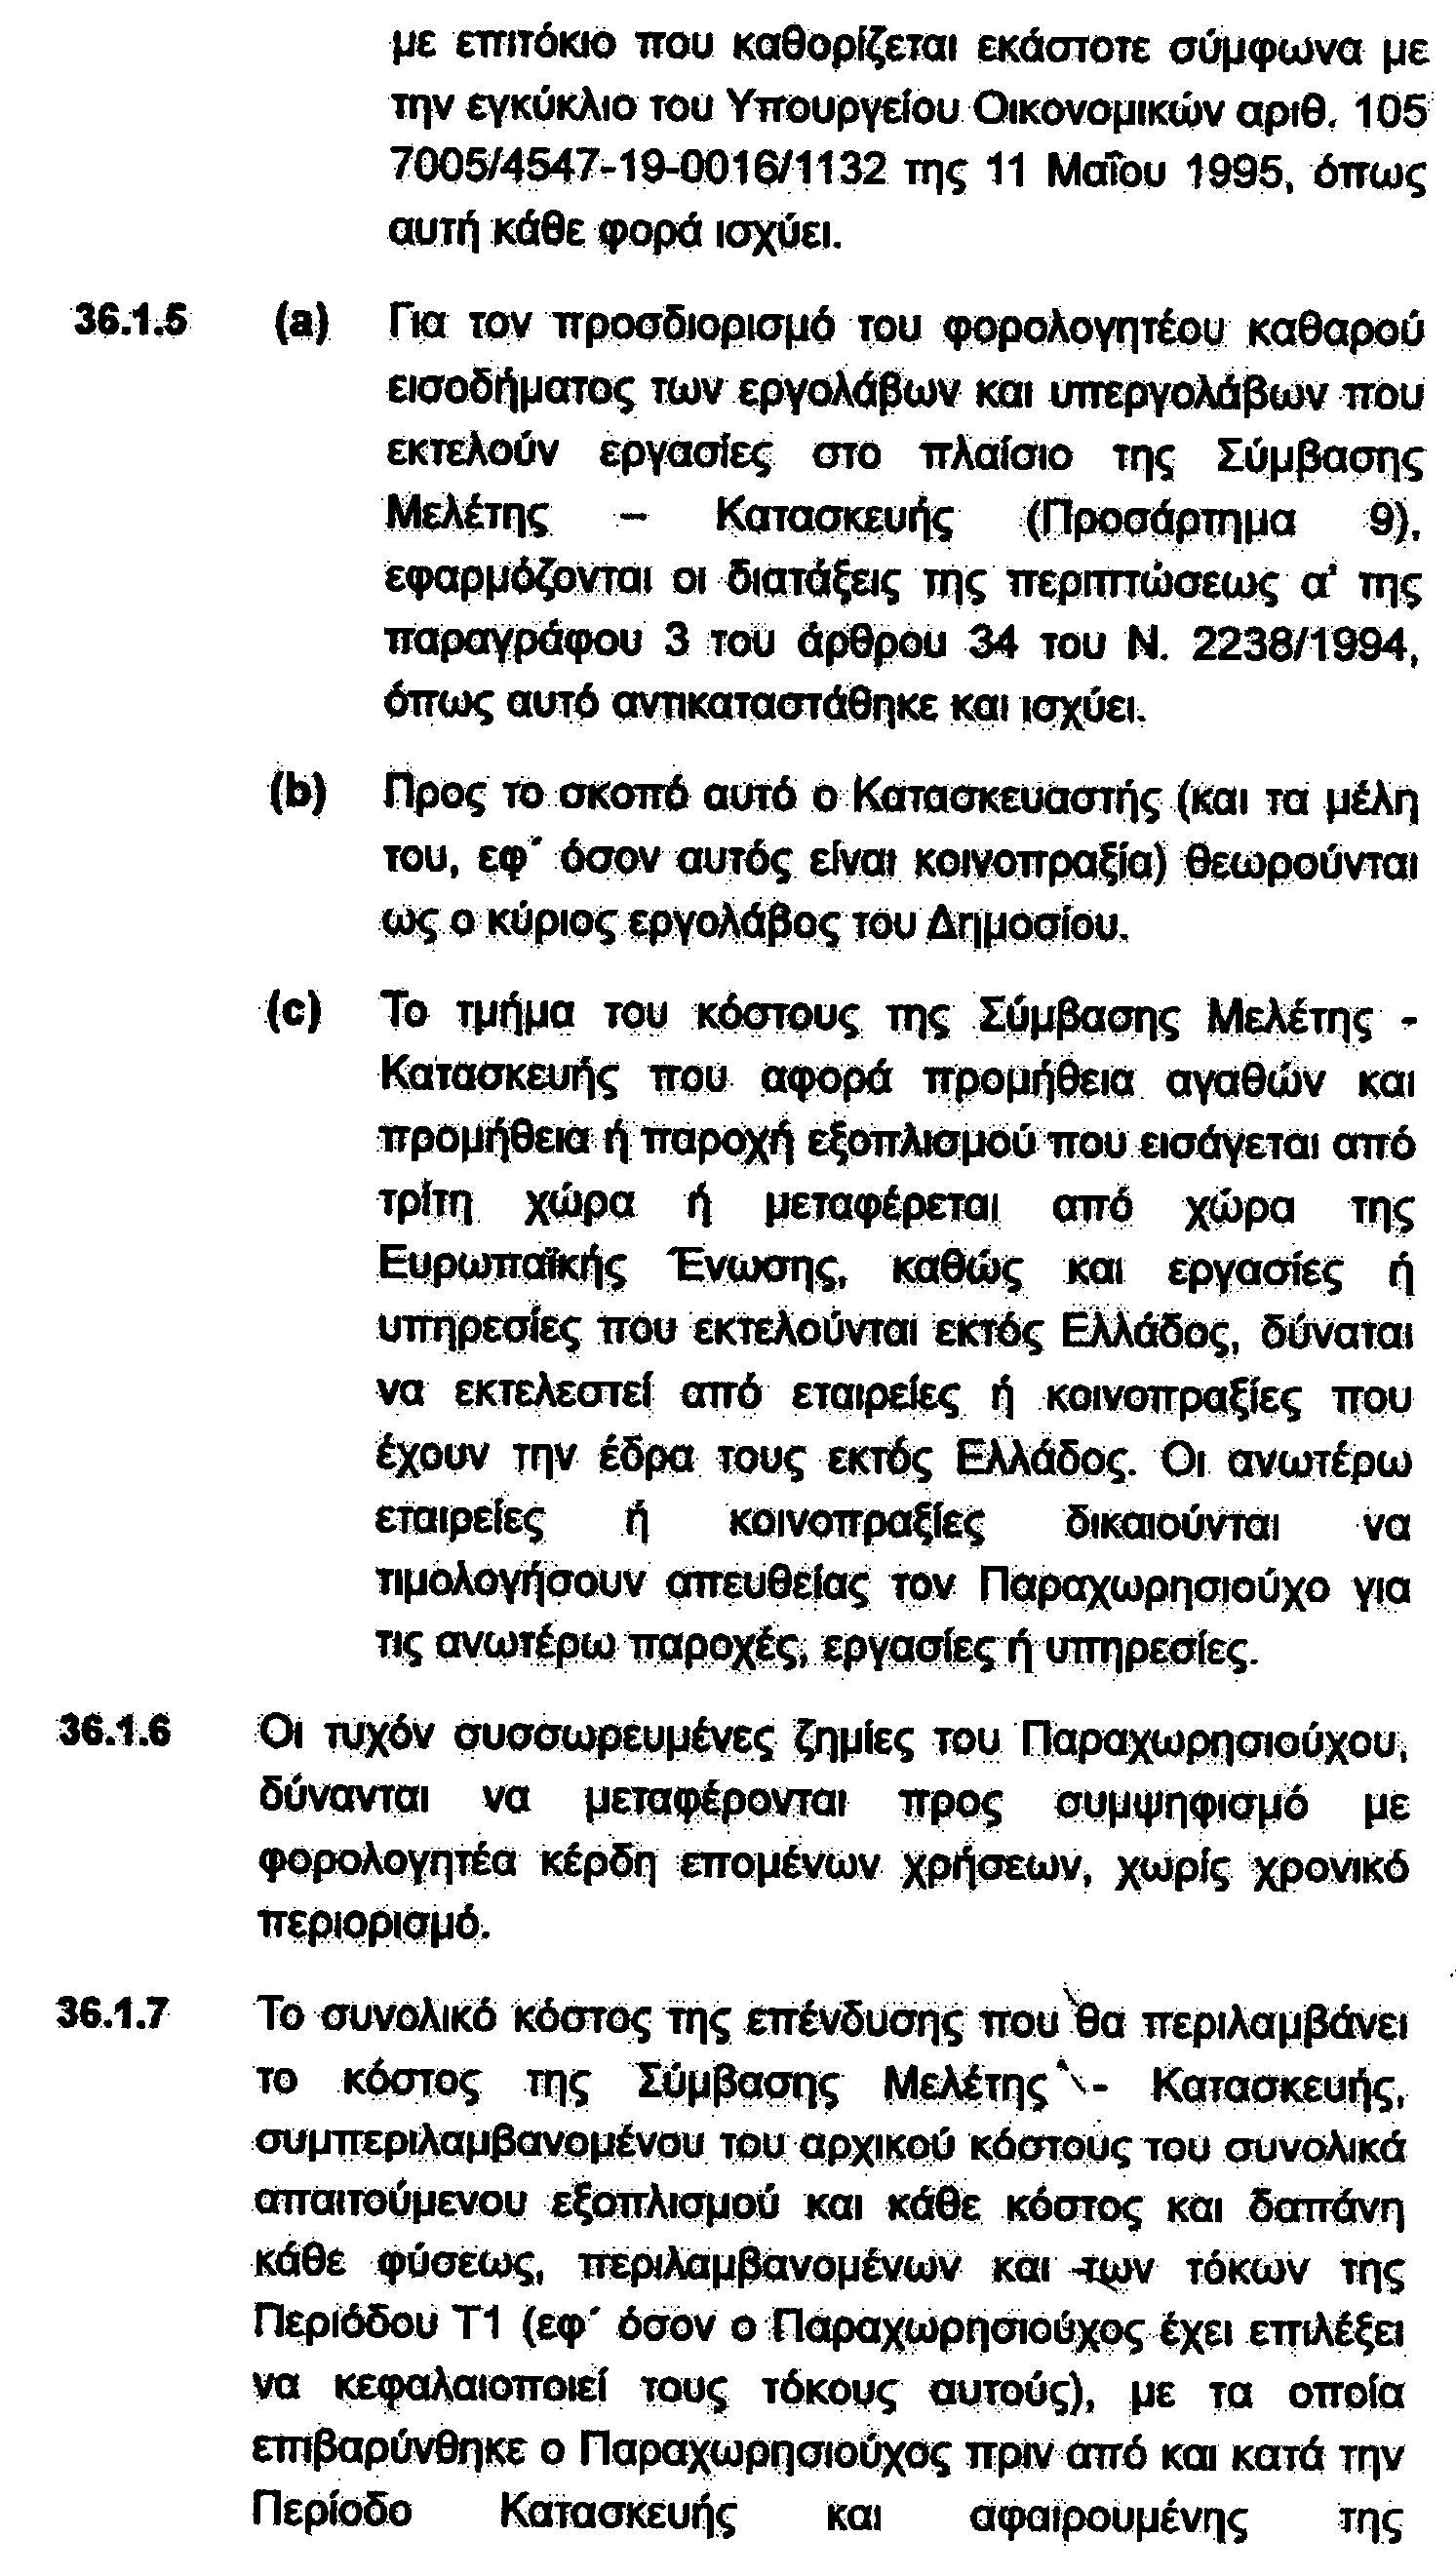 με επιτόκιο που καθορίζεται εκάστοτε σύμφωνα με
την εγκύκλιο του Υπουργείου Οικονομικών αριθ. 105
7005/4547-19-0016/1132 της 11 Μαΐου 1995, όπως
αυτή κάθε φορά ισχύει.
36.1.5 (a) Για τον προσδιορισμό του φορολογητέου καθαρού
εισοδήματος των εργολάβων και υπεργολάβων που
εκτελούν εργασίες στο πλαίσιο της Σύμβασης
Μελέτης – Κατασκευής (Προσάρτημα 9),
εφαρμόζονται οι διατάξεις της περιπτώσεως α' της
παραγράφου 3 του άρθρου 34 του Ν. 2238/1994,
όπως αυτό αντικαταστάθηκε και ισχύει.
(b) Προς το σκοπό αυτό ο Κατασκευαστής (και τα μέλη
του, εφ΄ όσον αυτός είναι κοινοπραξία) θεωρούνται
ως ο κύριος εργολάβος του Δημοσίου.
(c) Το τμήμα του κόστους της Σύμβασης Μελέτης -
Κατασκευής που αφορά προμήθεια αγαθών και
προμήθεια ή παροχή εξοπλισμού που εισάγεται από
τρίτη χώρα ή μεταφέρεται από χώρα της
Ευρωπαϊκής Ένωσης, καθώς και εργασίες ή
υπηρεσίες που εκτελούνται εκτός Ελλάδος, δύναται
να εκτελεστεί από εταιρείες ή κοινοπραξίες που
έχουν την έδρα τους εκτός Ελλάδος. Οι ανωτέρω
εταιρείες ή κοινοπραξίες δικαιούνται να
τιμολογήσουν απευθείας τον Παραχωρησιούχο για
τις ανωτέρω παροχές, εργασίες ή υπηρεσίες.
36.1.6 Οι τυχόν συσσωρευμένες ζημίες του Παραχωρησιούχου,
δύνανται να μεταφέρονται προς συμψηφισμό με
φορολογητέα κέρδη επομένων χρήσεων, χωρίς χρονικό
περιορισμό.
36.1.7 Το συνολικό κόστος της επένδυσης που θα περιλαμβάνει
το κόστος της Σύμβασης Μελέτης - Κατασκευής,
συμπεριλαμβανομένου του αρχικού κόστους του συνολικά
απαιτούμενου εξοπλισμού και κάθε κόστος και δαπάνη
κάθε φύσεως, περιλαμβανομένων και των τόκων της
Περιόδου Τ1 (εφ΄ όσον ο Παραχωρησιούχος έχει επιλέξει
να κεφαλαιοποιεί τους τόκους αυτούς), με τα οποία
επιβαρύνθηκε ο Παραχωρησιούχος πριν από και κατά την
Περίοδο Κατασκευής και αφαιρουμένης της